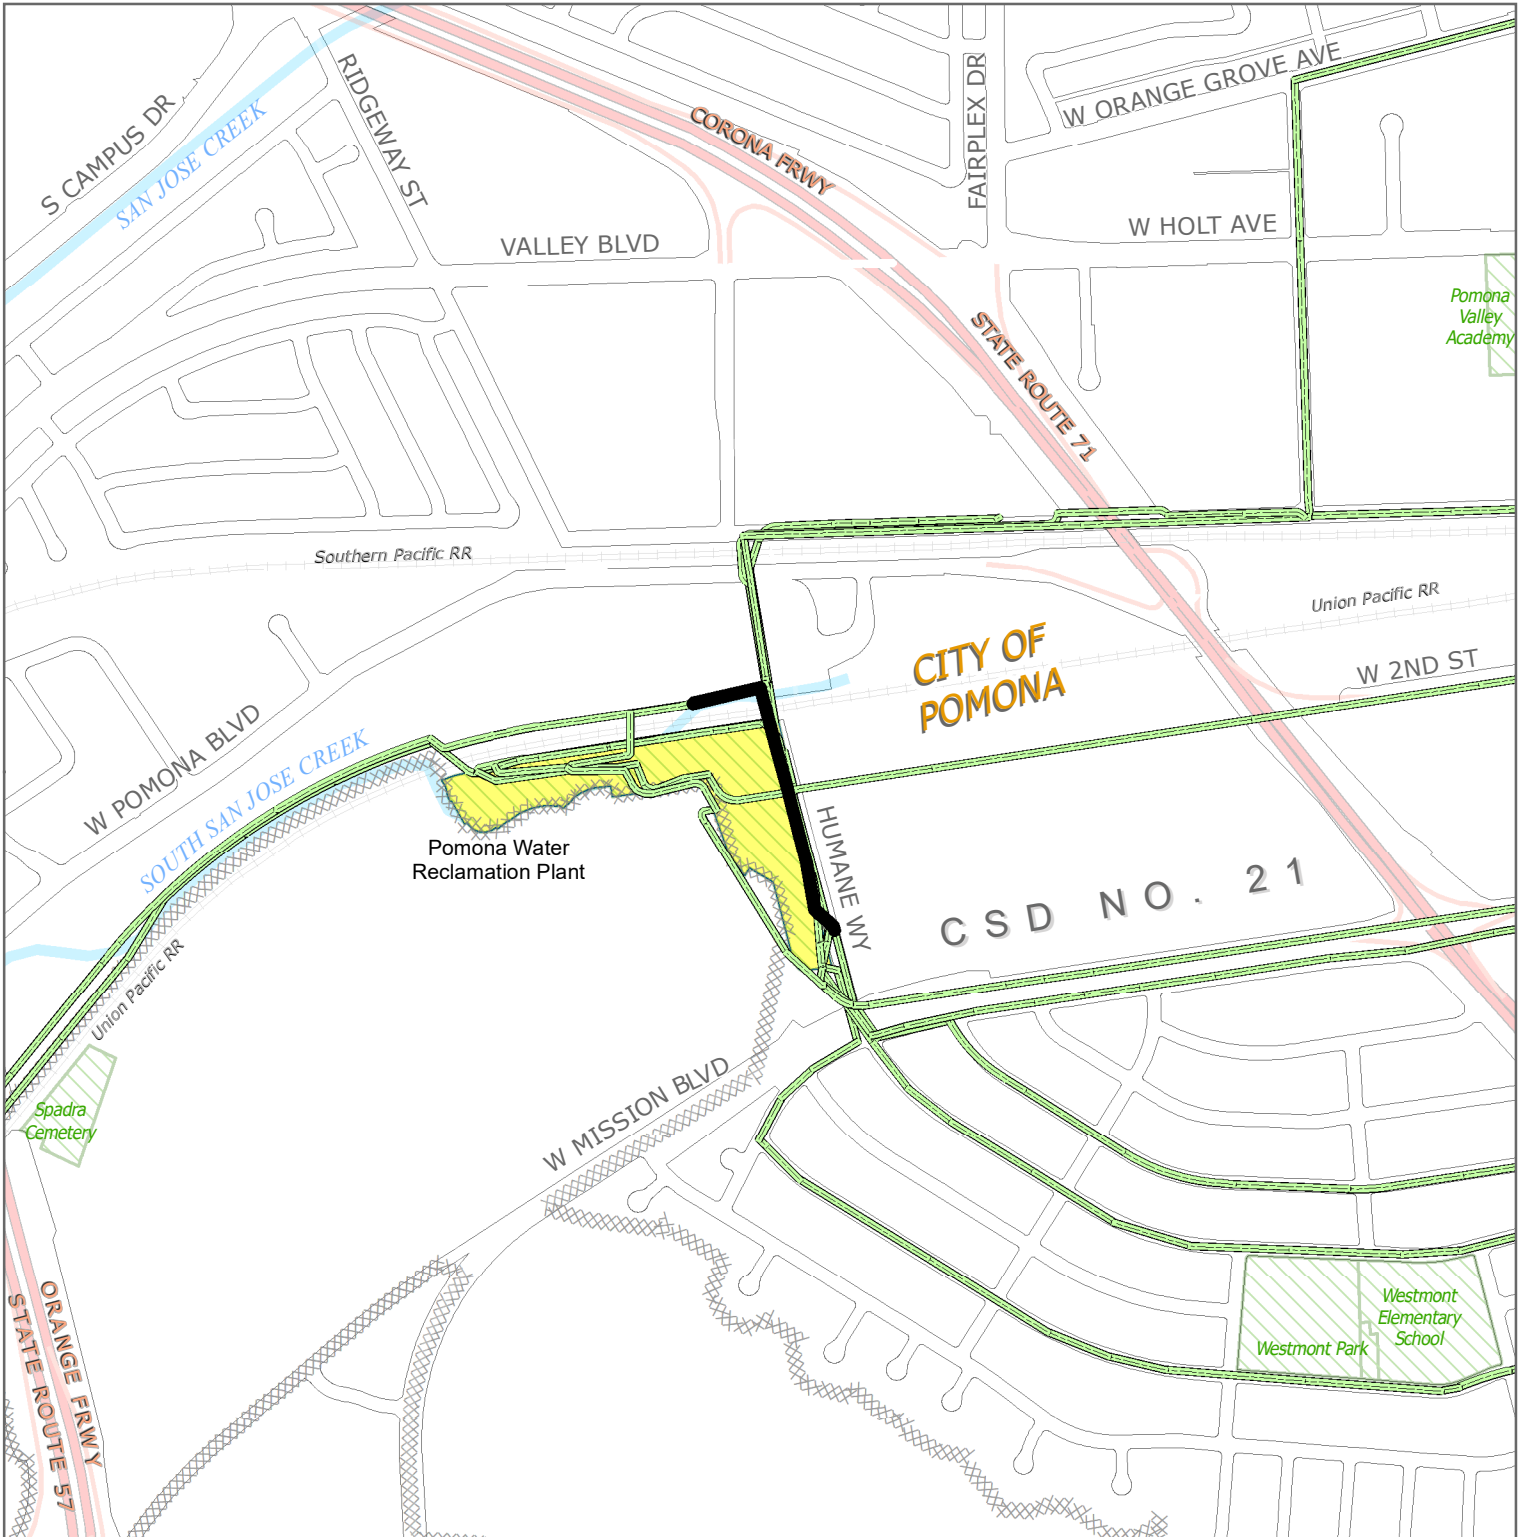 W ORANGE GROVE AVE
RIDGEWAY ST
FAIRPLEX DR
S CAMPUS DR
SAN JOSE CREEK
CORONA FRWY
VALLEY BLVD
W HOLT AVE
Pomona
Valley
Academy
STATE ROUTE 71
Southern Pacific RR
Union Pacific RR
CITY OF
POMONA
W 2ND ST
W POMONA BLVD
SOUTH SAN JOSE CREEK
HUMANE WY
Pomona Water
Reclamation Plant
CSD NO. 21
Union Pacific RR
Spadra
Cemetery
W MISSION BLVD
ORANGE FRWY
STATE ROUTE 57
Westmont
Elementary
School
Westmont Park